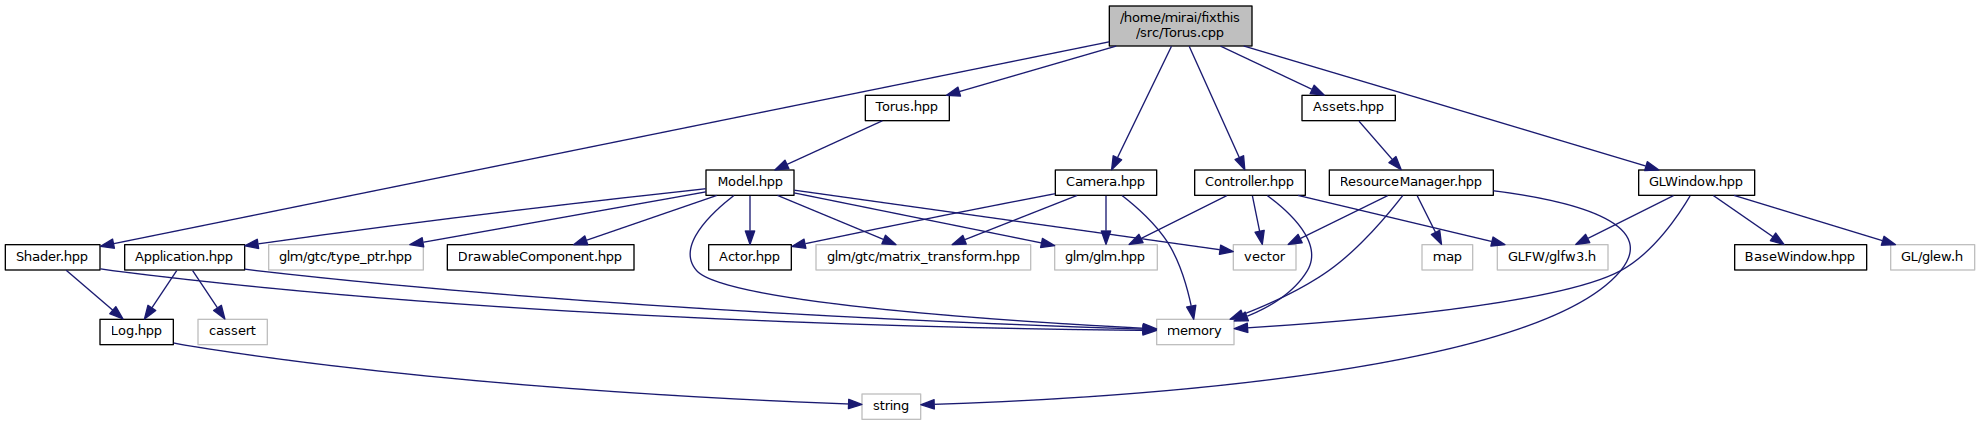 /home/mirai/fixthis
/src/Torus.cpp
Torus.hpp
Assets.hpp
Model.hpp
Camera.hpp
Controller.hpp
ResourceManager.hpp
GLWindow.hpp
Shader.hpp
Application.hpp
glm/gtc/type_ptr.hpp
DrawableComponent.hpp
Actor.hpp
glm/gtc/matrix_transform.hpp
glm/glm.hpp
vector
map
GLFW/glfw3.h
BaseWindow.hpp
GL/glew.h
Log.hpp
cassert
memory
string